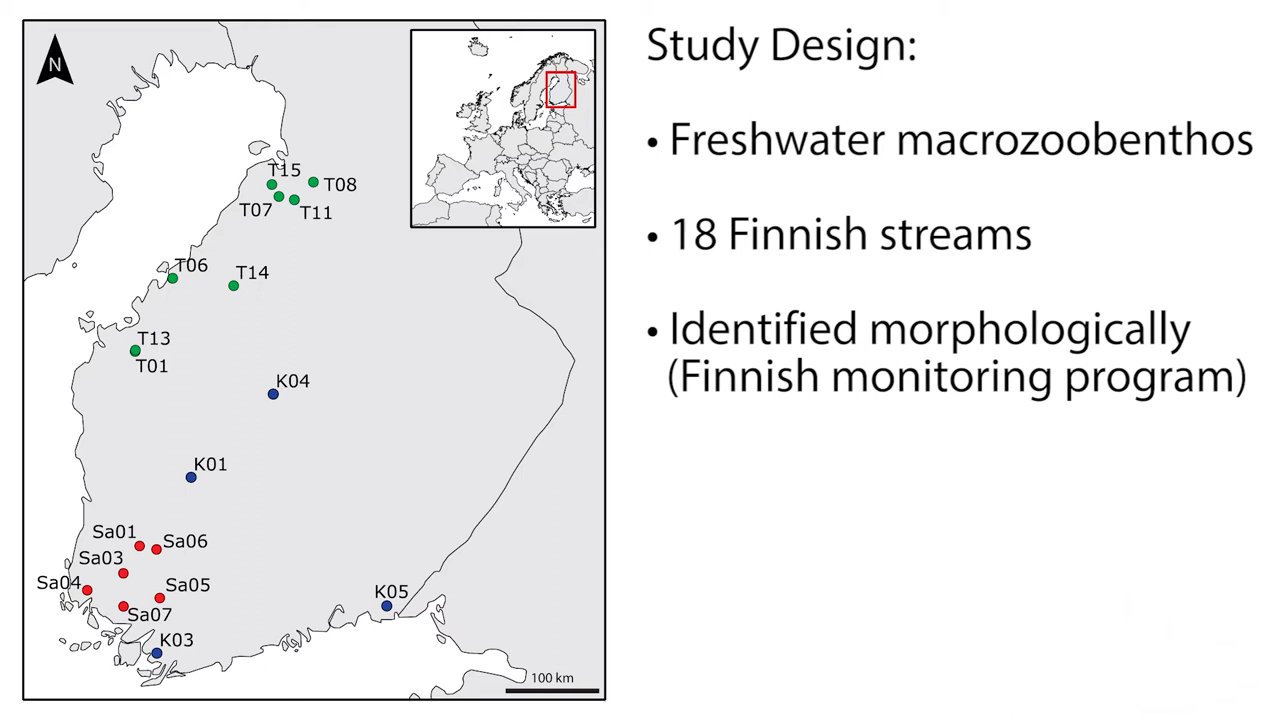 N
T15
T08
T07
T11
T06
T14
T13
T01
K04
K01
Sa01
Sa06
Sa03
Sa04
Sa05
Sa07
K05
K03
100 km
Study Design:
• Freshwater macrozoobenthos
• 18 Finnish streams
• Identified morphologically
(Finnish monitoring program)